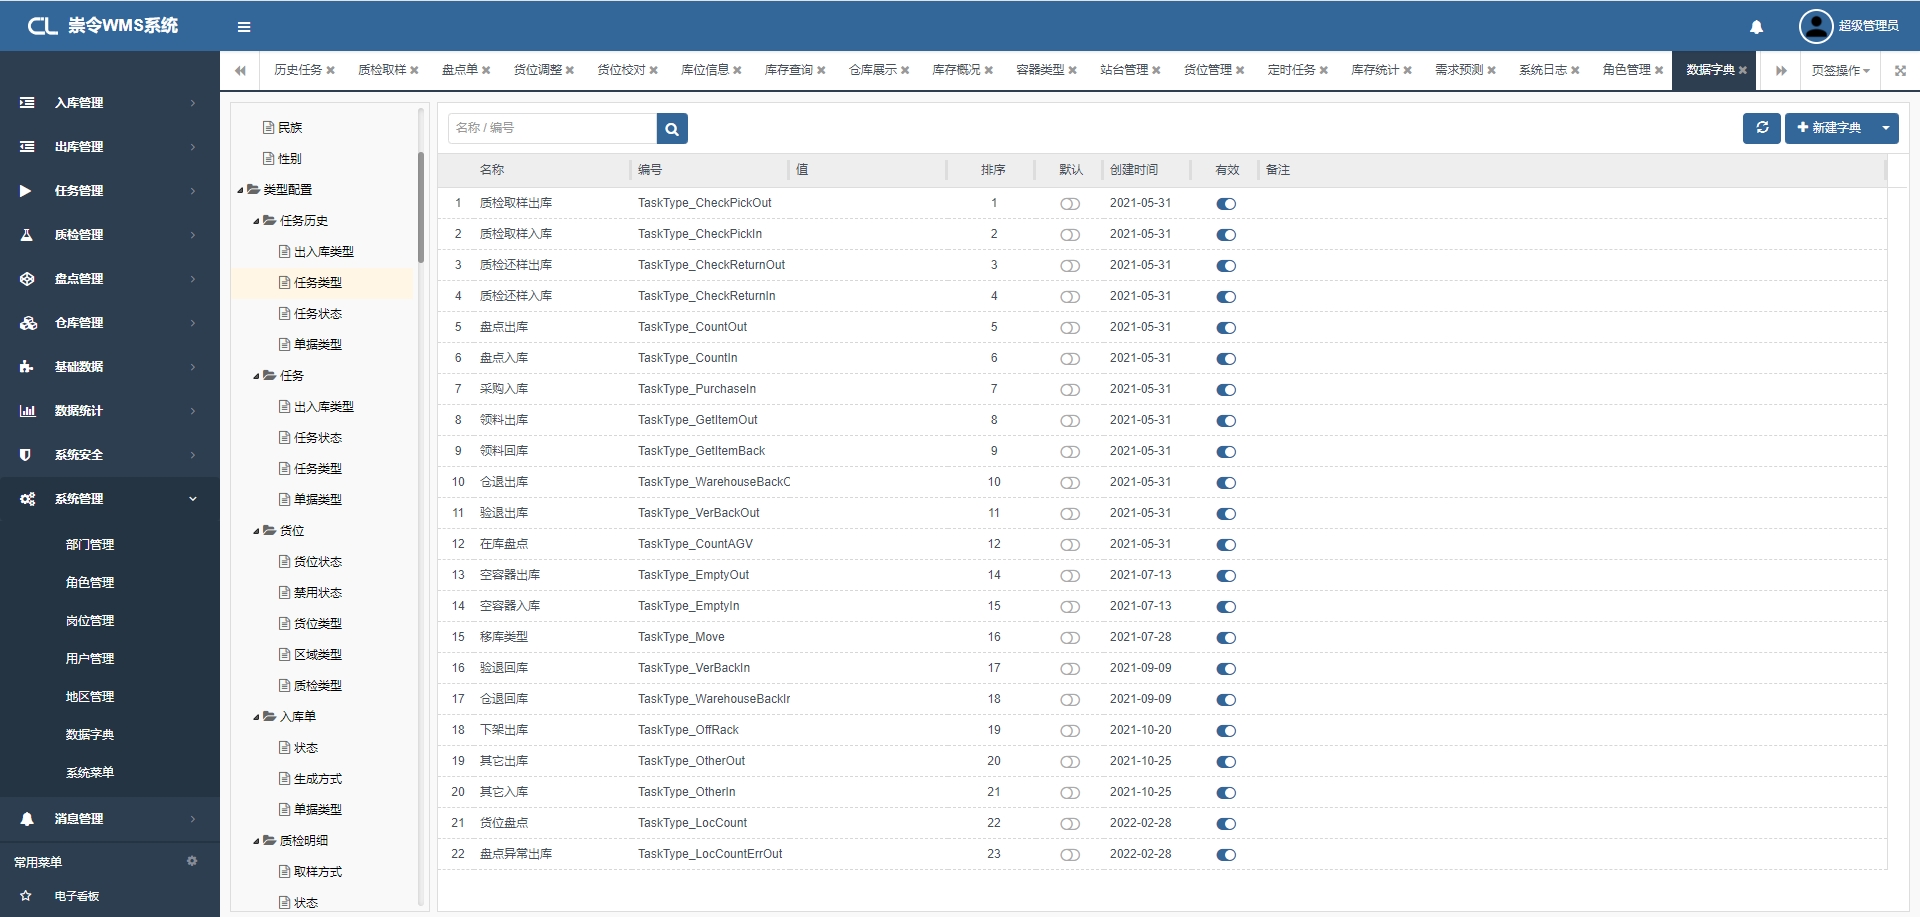 CL 崇令WMS系统
超级管理员
历史任务 质检取样 盘点单 货位调整 货位校对 库位信息 库存查询 仓库展示 库存概况 容器类型 站台管理 货位管理 定时任务 库存统计 需求预测 系统日志 角色管理 数据字典 页签操作
入库管理
出库管理
任务管理
质检管理
盘点管理
仓库管理
基础数据
数据统计
系统安全
系统管理
部门管理
角色管理
岗位管理
用户管理
地区管理
数据字典
系统菜单
消息管理
常用菜单
电子看板
民族
性别
类型配置
任务历史
出入库类型
任务类型
任务状态
单据类型
任务
出入库类型
任务状态
任务类型
单据类型
货位
货位状态
禁用状态
货位类型
区域类型
质检类型
入库单
状态
生成方式
单据类型
质检明细
取样方式
状态
名称 / 编号
新建字典
名称 编号 值 排序 默认 创建时间 有效 备注
1 质检取样出库 TaskType_CheckPickOut 1 2021-05-31
2 质检取样入库 TaskType_CheckPickIn 2 2021-05-31
3 质检还样出库 TaskType_CheckReturnOut 3 2021-05-31
4 质检还样入库 TaskType_CheckReturnIn 4 2021-05-31
5 盘点出库 TaskType_CountOut 5 2021-05-31
6 盘点入库 TaskType_CountIn 6 2021-05-31
7 采购入库 TaskType_PurchaseIn 7 2021-05-31
8 领料出库 TaskType_GetItemOut 8 2021-05-31
9 领料回库 TaskType_GetItemBack 9 2021-05-31
10 仓退出库 TaskType_WarehouseBackC 10 2021-05-31
11 验退出库 TaskType_VerBackOut 11 2021-05-31
12 在库盘点 TaskType_CountAGV 12 2021-05-31
13 空容器出库 TaskType_EmptyOut 14 2021-07-13
14 空容器入库 TaskType_EmptyIn 15 2021-07-13
15 移库类型 TaskType_Move 16 2021-07-28
16 验退回库 TaskType_VerBackIn 17 2021-09-09
17 仓退回库 TaskType_WarehouseBackIr 18 2021-09-09
18 下架出库 TaskType_OffRack 19 2021-10-20
19 其它出库 TaskType_OtherOut 20 2021-10-25
20 其它入库 TaskType_OtherIn 21 2021-10-25
21 货位盘点 TaskType_LocCount 22 2022-02-28
22 盘点异常出库 TaskType_LocCountErrOut 23 2022-02-28